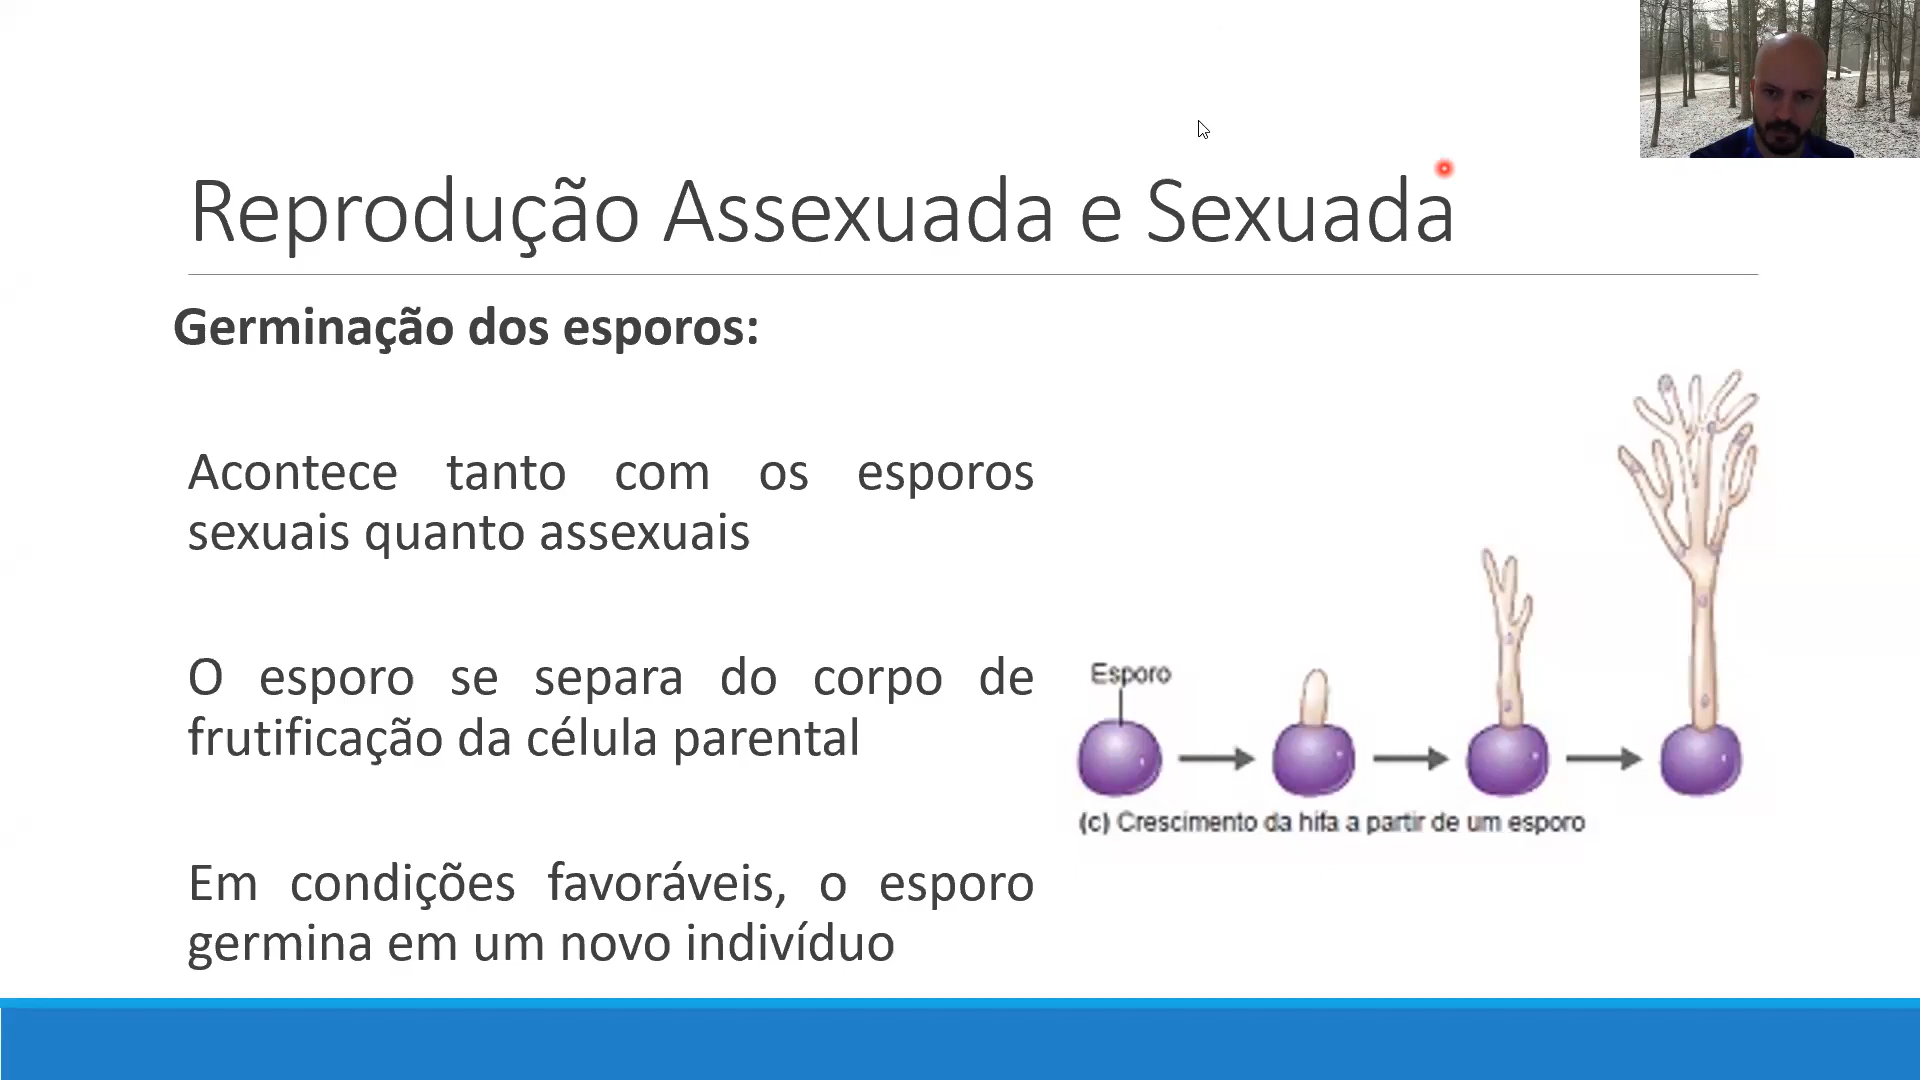 Reprodução Assexuada e Sexuada
Germinação dos esporos:
Acontece tanto com os esporos
sexuais quanto assexuais
O esporo se separa do corpo de
frutificação da célula parental
Em condições favoráveis, o esporo
germina em um novo indivíduo
Esporo
(c) Crescimento da hifa a partir de um esporo